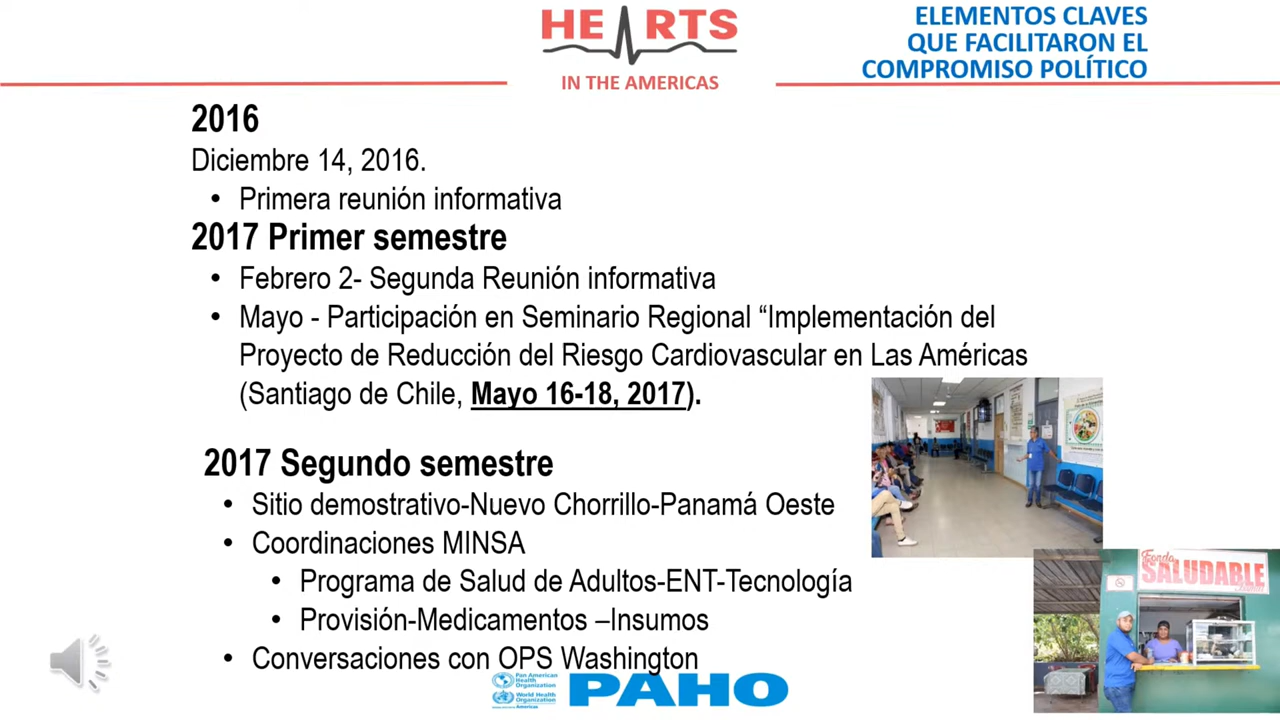 HEARTS
IN THE AMERICAS
ELEMENTOS CLAVES
QUE FACILITARON EL
COMPROMISO POLÍTICO
2016
Diciembre 14, 2016.
• Primera reunión informativa
2017 Primer semestre
• Febrero 2- Segunda Reunión informativa
• Mayo - Participación en Seminario Regional “Implementación del
Proyecto de Reducción del Riesgo Cardiovascular en Las Américas
(Santiago de Chile, Mayo 16-18, 2017).
2017 Segundo semestre
• Sitio demostrativo-Nuevo Chorrillo-Panamá Oeste
• Coordinaciones MINSA
• Programa de Salud de Adultos-ENT-Tecnología
• Provisión-Medicamentos –Insumos
• Conversaciones con OPS Washington
Fonda
SALUDABLE
Pan American
Health
Organization
World Health
Organization
Americas
PAHO